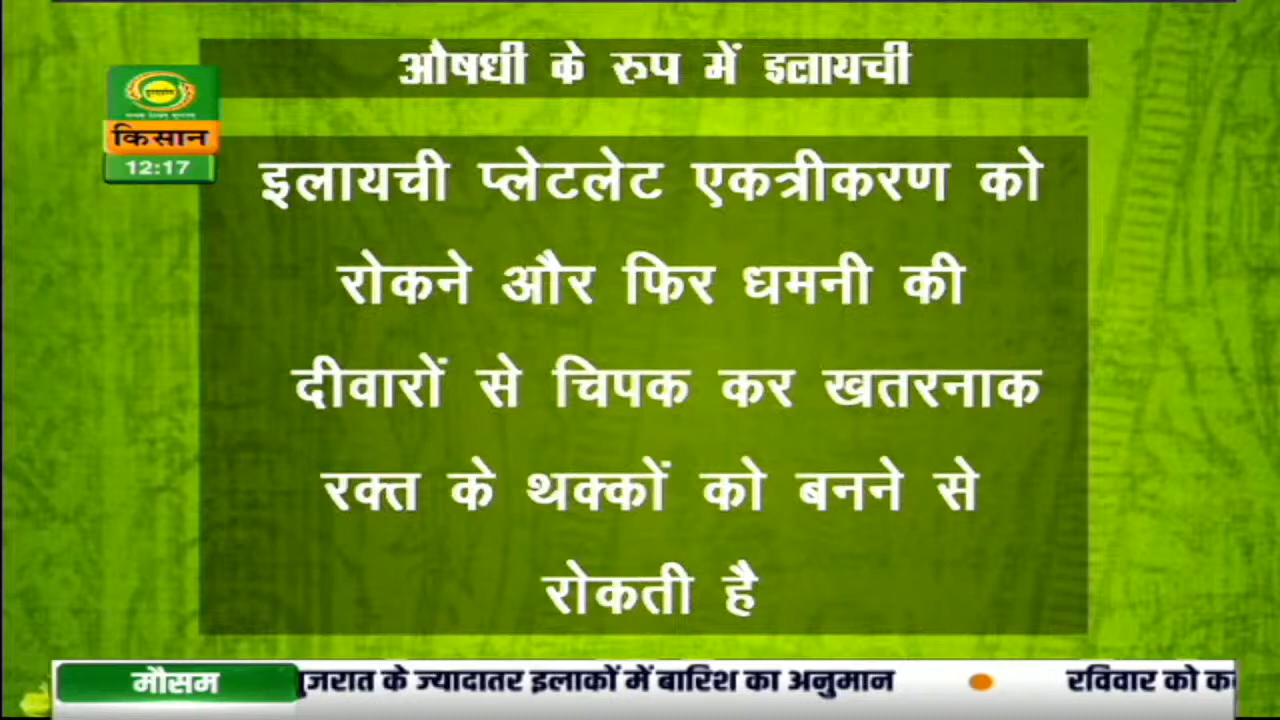 औषधी के रुप में इलायची
किसान
12:17
इलायची प्लेटलेट एकत्रीकरण को
रोकने और फिर धमनी की
दीवारों से चिपक कर खतरनाक
रक्त के थक्कों को बनने से
रोकती है
मौसम
के ज्यादातर इलाकों में बारिश का अनुमान
रविवार को